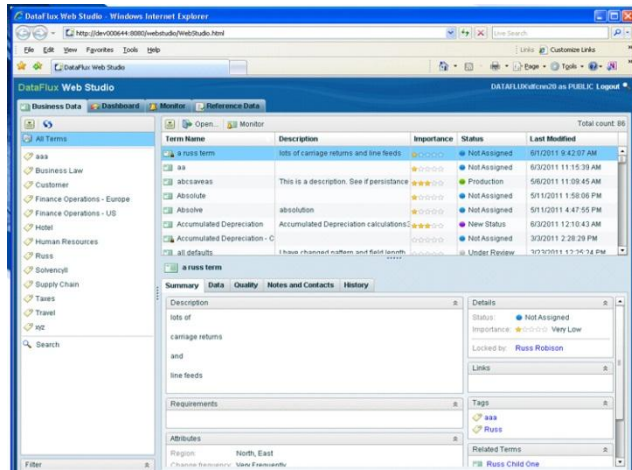 DataFlux Web Studio - Windows Internet Explorer
http://dev000644:8080/webstudio/WebStudio.html
Live Search
File Edit View Favorites Tools Help
Links Customize Links
DataFlux Web Studio
Page Tools
DataFlux Web Studio
as PUBLIC Logout
Business Data Dashboard Monitor Reference Data
Open... Monitor
Total count: 86
All Terms
aaa
Business Law
Customer
Finance Operations - Europe
Finance Operations - US
Hotel
Human Resources
Russ
SolvencyII
Supply Chain
Taxes
Travel
xyz
Search
Filter
Term Name Description Importance Status Last Modified
a russ term lots of carriage returns and line feeds Not Assigned 6/1/2011 9:42:07 AM
aa Not Assigned 6/3/2011 11:15:39 AM
abcsaveas This is a description. See if persistance Production 5/6/2011 11:09:45 AM
Absolute Not Assigned 5/11/2011 1:58:06 PM
Absolve absolution Not Assigned 5/11/2011 4:47:55 PM
Accumulated Depreciation Accumulated Depreciation calculations New Status 6/3/2011 12:10:43 AM
Accumulated Depreciation - C Not Assigned 3/3/2011 2:28:29 PM
all defaults I have changed pattern and field length Under Review 3/23/2011 12:25:24 PM
a russ term
Summary Data Quality Notes and Contacts History
Description
lots of
carriage returns
and
line feeds
Requirements
Attributes
Region North, East
Change frequency Very Frequently
Details
Status: Not Assigned
Importance: Very Low
Locked by: Russ Robison
Links
Tags
aaa
Russ
Related Terms
Russ Child One